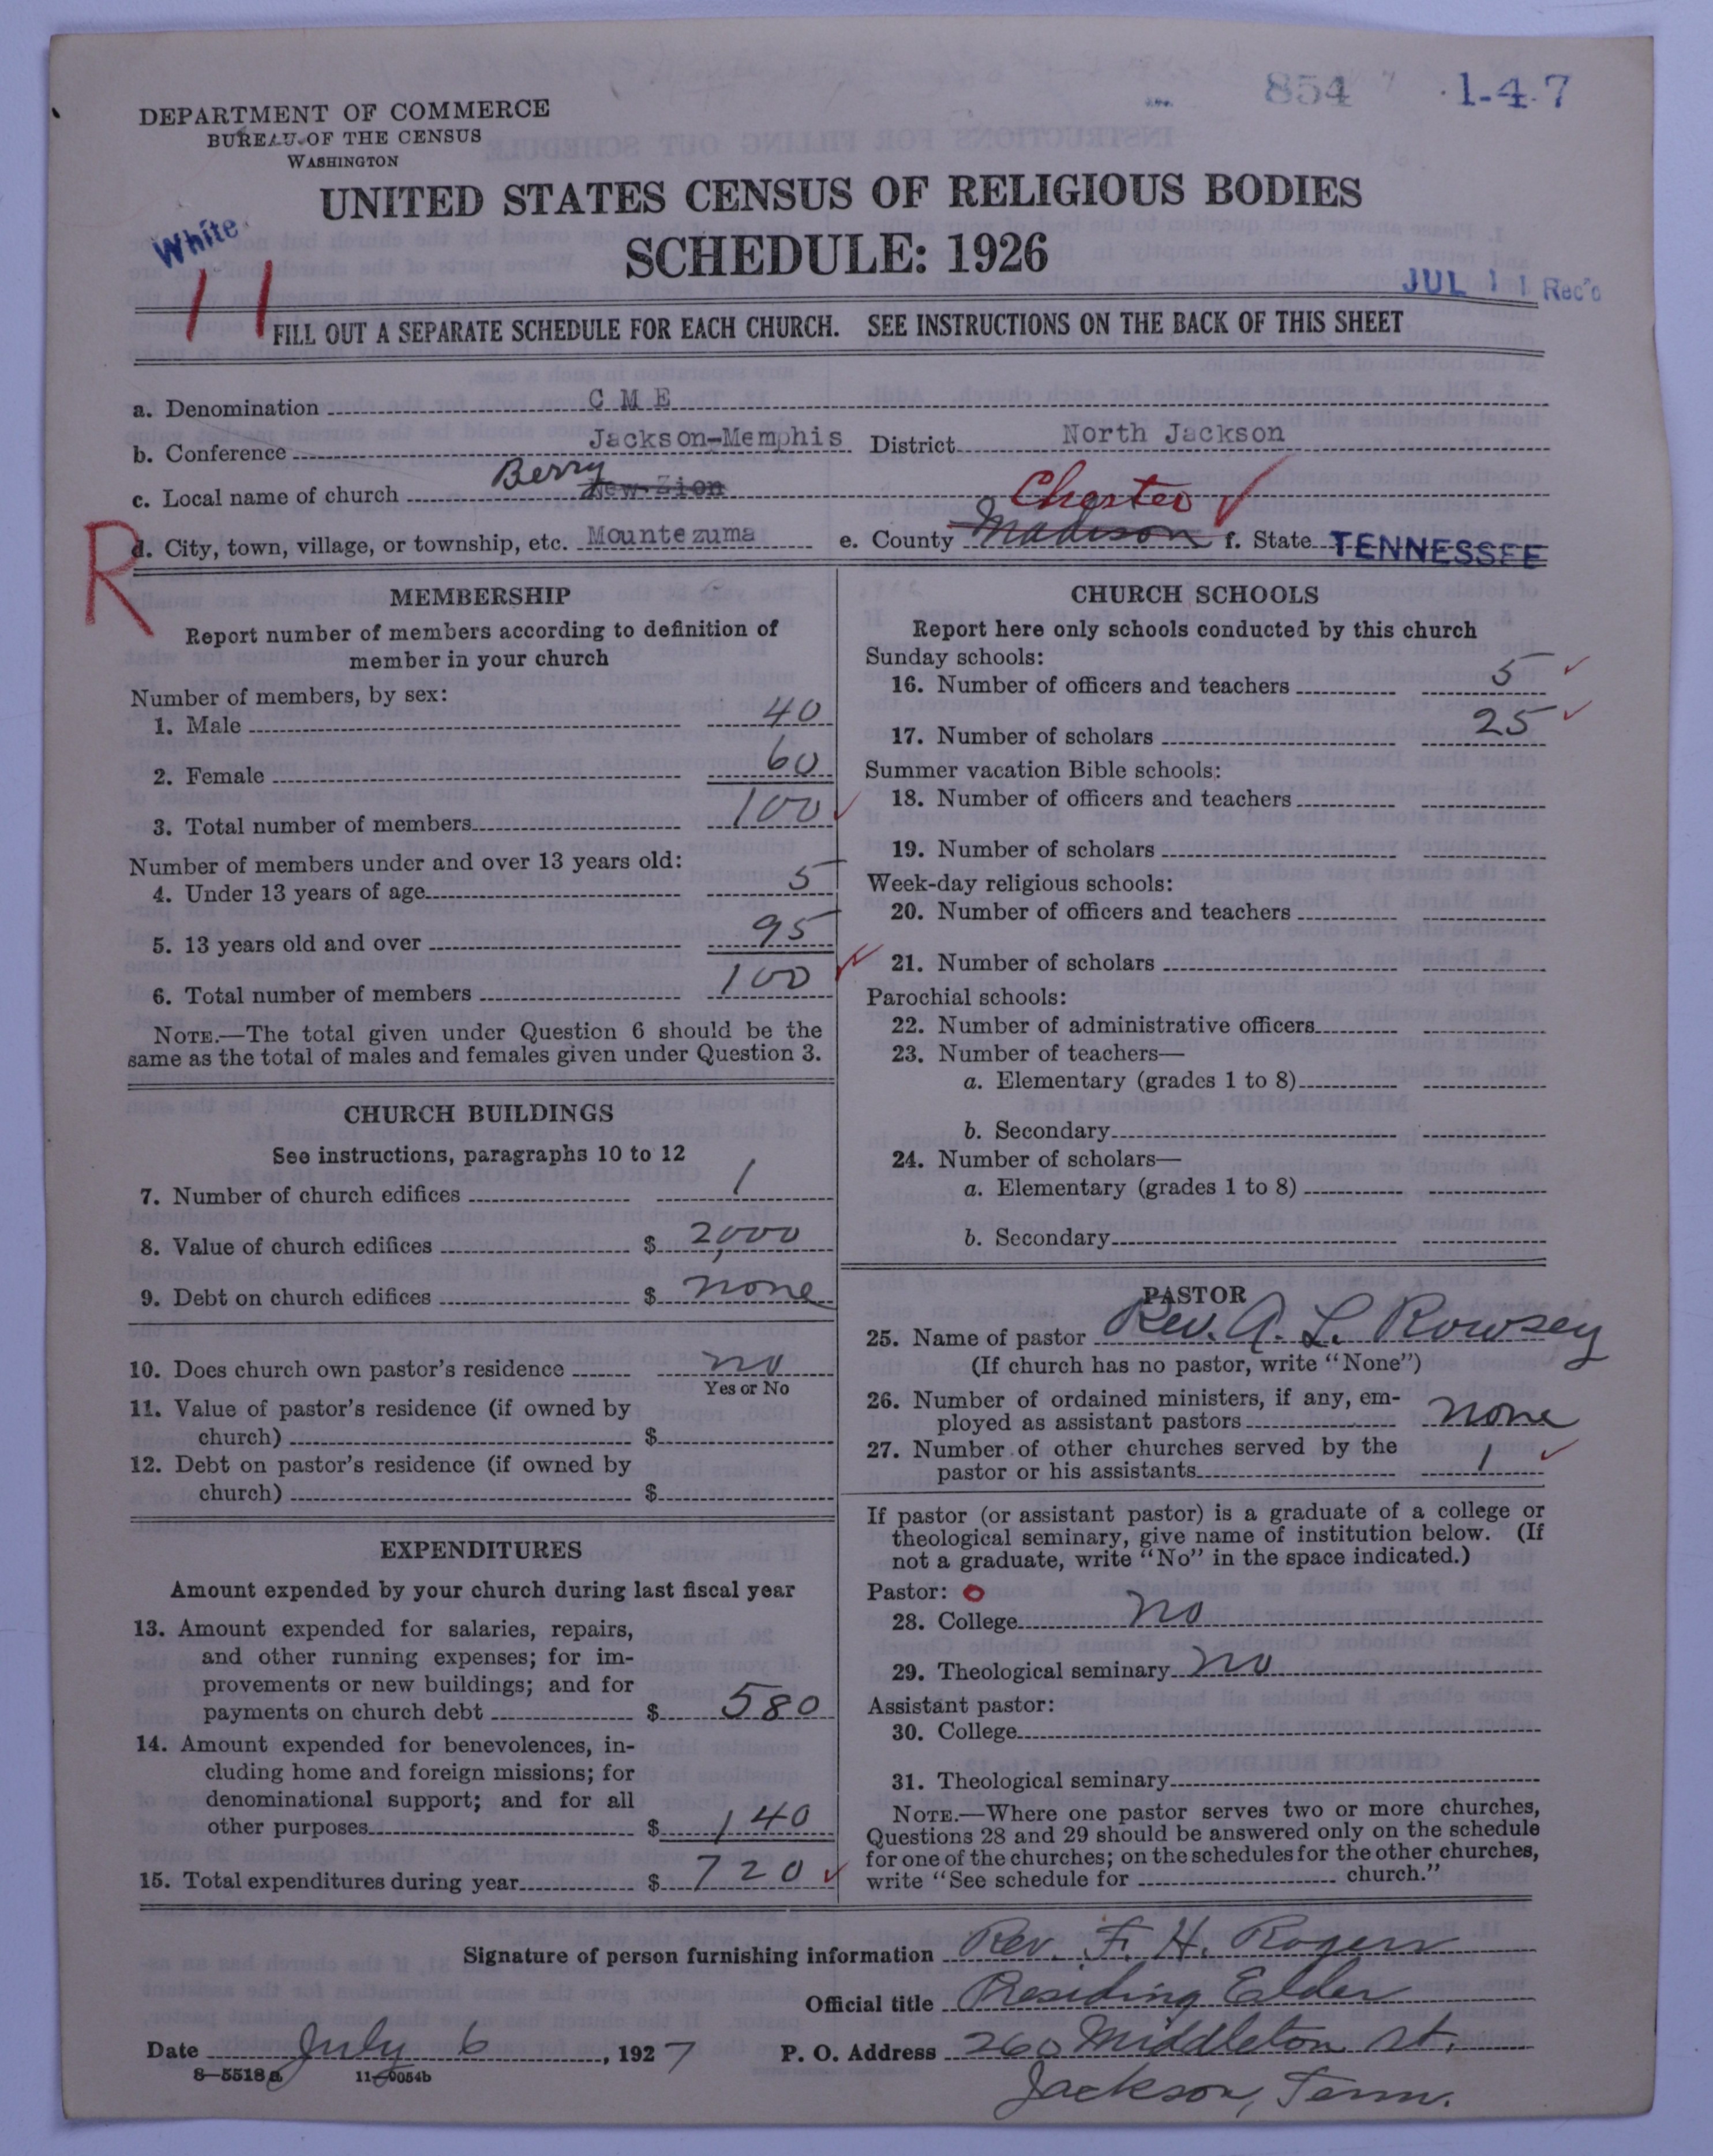 854 1-4 7
DEPARTMENT OF COMMERCE
BUREAU OF THE CENSUS
WASHINGTON
UNITED STATES CENSUS OF RELIGIOUS BODIES
White
SCHEDULE: 1926
JUL 11 Rec'd
11
FILL OUT A SEPARATE SCHEDULE FOR EACH CHURCH. SEE INSTRUCTIONS ON THE BACK OF THIS SHEET
a. Denomination C M E
b. Conference Jackson-Memphis District North Jackson
c. Local name of church Berry New Zion
Chester
R
d. City, town, village, or township, etc. Mountezuma e. County Madison f. State TENNESSEE
MEMBERSHIP
Report number of members according to definition of
member in your church
Number of members, by sex:
1. Male 40
2. Female 60
3. Total number of members 100
Number of members under and over 13 years old:
4. Under 13 years of age 5
5. 13 years old and over 95
6. Total number of members 100
NOTE.—The total given under Question 6 should be the
same as the total of males and females given under Question 3.
CHURCH BUILDINGS
See instructions, paragraphs 10 to 12
7. Number of church edifices 1
8. Value of church edifices $ 2,000
9. Debt on church edifices $ none
10. Does church own pastor's residence no
Yes or No
11. Value of pastor's residence (if owned by
church) $
12. Debt on pastor's residence (if owned by
church) $
EXPENDITURES
Amount expended by your church during last fiscal year
13. Amount expended for salaries, repairs,
and other running expenses; for im-
provements or new buildings; and for
payments on church debt $ 580
14. Amount expended for benevolences, in-
cluding home and foreign missions; for
denominational support; and for all
other purposes $ 140
15. Total expenditures during year $ 720
CHURCH SCHOOLS
Report here only schools conducted by this church
Sunday schools:
16. Number of officers and teachers 5
17. Number of scholars 25
Summer vacation Bible schools:
18. Number of officers and teachers
19. Number of scholars
Week-day religious schools:
20. Number of officers and teachers
21. Number of scholars
Parochial schools:
22. Number of administrative officers
23. Number of teachers—
a. Elementary (grades 1 to 8)
b. Secondary
24. Number of scholars—
a. Elementary (grades 1 to 8)
b. Secondary
PASTOR
25. Name of pastor Rev. A. L. Rowsey
(If church has no pastor, write "None")
26. Number of ordained ministers, if any, em-
ployed as assistant pastors none
27. Number of other churches served by the
pastor or his assistants 1
If pastor (or assistant pastor) is a graduate of a college or
theological seminary, give name of institution below. (If
not a graduate, write "No" in the space indicated.)
Pastor: o
28. College no
29. Theological seminary no
Assistant pastor:
30. College
31. Theological seminary
NOTE.—Where one pastor serves two or more churches,
Questions 28 and 29 should be answered only on the schedule
for one of the churches; on the schedules for the other churches,
write "See schedule for church."
Signature of person furnishing information Rev. F. H. Rogers
Official title Presiding Elder
Date July 6, 1927 P. O. Address 260 Middleton St.
8—5518a 11—9054b Jackson, Tenn.